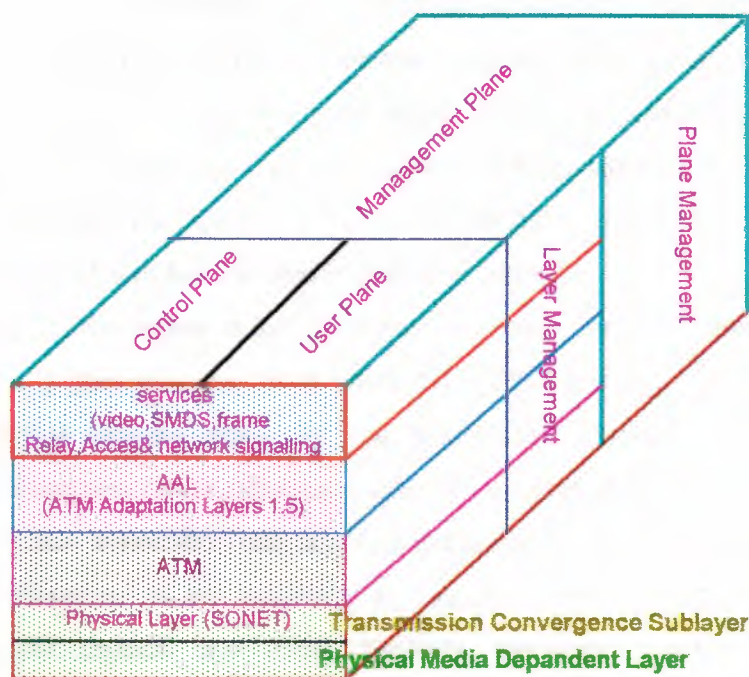 Manaagement Plane
Plane Management
Control Plane
User Plane
Layer Management
services
(video,SMDS,frame
Relay,Acces& network signalling
AAL
(ATM Adaptation Layers 1.5)
ATM
Physical Layer (SONET)
Transmission Convergence Sublayer
Physical Media Dependant Layer